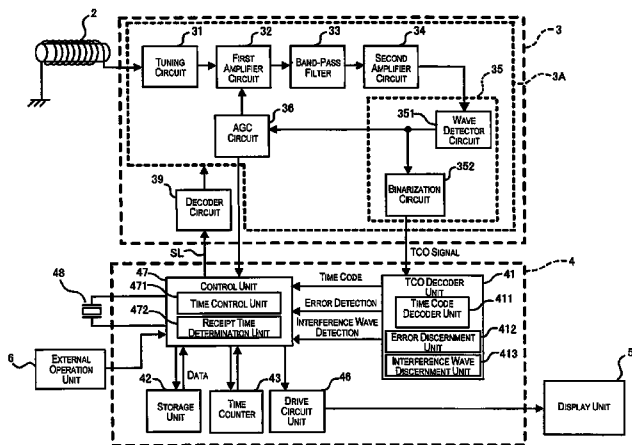 2
31
32
33
34
3
3A
TUNING
CIRCUIT
FIRST
AMPLIFIER
CIRCUIT
BAND-PASS
FILTER
SECOND
AMPLIFIER
CIRCUIT
35
36
351
AGC
CIRCUIT
WAVE
DETECTOR
CIRCUIT
352
39
DECODER
CIRCUIT
BINARIZATION
CIRCUIT
SL
TCO SIGNAL
4
47
CONTROL UNIT
TIME CODE
TCO DECODER
UNIT
41
48
471
TIME CONTROL UNIT
ERROR DETECTION
TIME CODE
DECODER UNIT
411
472
RECEIPT TIME
DETERMINATION UNIT
INTERFERENCE WAVE
DETECTION
ERROR DISCERNMENT
UNIT
412
INTERFERENCE WAVE
DISCERNMENT UNIT
413
6
EXTERNAL
OPERATION
UNIT
DATA
42
43
46
5
STORAGE
UNIT
TIME
COUNTER
DRIVE
CIRCUIT UNIT
DISPLAY UNIT